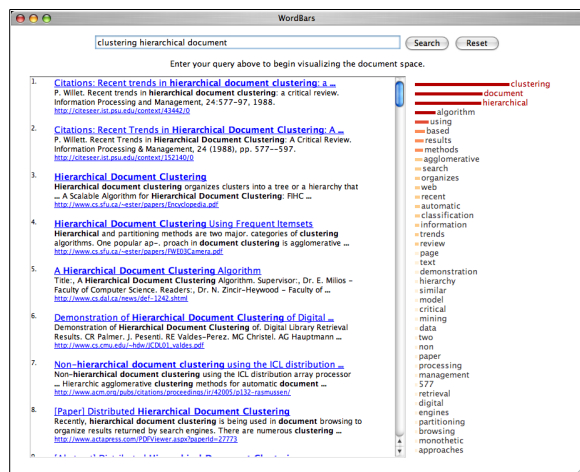 WordBars
clustering hierarchical document
Search
Reset
Enter your query above to begin visualizing the document space.
1. Citations: Recent trends in hierarchical document clustering: a ...
P. Willet. Recent trends in hierarchical document clustering: a critical review.
Information Processing and Management, 24:577-97, 1988.
http://citeseer.ist.psu.edu/context/43442/0
2. Citations: Recent Trends in Hierarchical Document Clustering: A ...
P. Willett. Recent Trends in Hierarchical Document Clustering: A Critical Review.
Information Processing & Management, 24 (1988), pp. 577--597.
http://citeseer.ist.psu.edu/context/152140/0
3. Hierarchical Document Clustering
Hierarchical document clustering organizes clusters into a tree or a hierarchy that
... A Scalable Algorithm for Hierarchical Document Clustering: FIHC ...
http://www.cs.sfu.ca/~ester/papers/Encyclopedia.pdf
4. Hierarchical Document Clustering Using Frequent Itemsets
Hierarchical and partitioning methods are two major. categories of clustering
algorithms. One popular ap-. proach in document clustering is agglomerative ...
http://www.cs.sfu.ca/~ester/papers/FWE03Camera.pdf
5. A Hierarchical Document Clustering Algorithm
Title:, A Hierarchical Document Clustering Algorithm. Supervisor:, Dr. E. Milios -
Faculty of Computer Science. Readers:, Dr. N. Zincir-Heywood - Faculty of ...
http://www.cs.dal.ca/news/def-1242.shtml
6. Demonstration of Hierarchical Document Clustering of Digital ...
Demonstration of Hierarchical Document Clustering of. Digital Library Retrieval
Results. CR Palmer. J. Pesenti. RE Valdes-Perez. MG Christel. AG Hauptmann ...
http://www.cs.cmu.edu/~hdw/JCDL01_valdes.pdf
7. Non-hierarchical document clustering using the ICL distribution ...
Non-hierarchical document clustering using the ICL distribution array processor
... Hierarchic agglomerative clustering methods for automatic document ...
http://www.acm.org/pubs/citations/proceedings/ir/42005/p132-rasmussen/
8. [Paper] Distributed Hierarchical Document Clustering
Recently, hierarchical document clustering is being used in document browsing to
organize results returned by search engines. There are numerous clustering ...
http://www.actapress.com/PDFViewer.aspx?paperId=27773
clustering
document
hierarchical
algorithm
using
based
results
methods
agglomerative
search
organizes
web
recent
automatic
classification
information
trends
review
page
text
demonstration
hierarchy
similar
model
critical
mining
data
two
non
paper
processing
management
577
retrieval
digital
engines
partitioning
browsing
monothetic
approaches